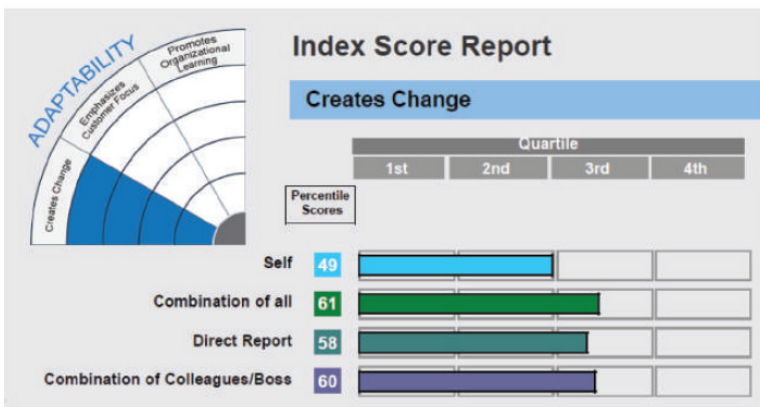 ADAPTABILITY
Promotes
Organizational
Learning
Emphasizes
Customer Focus
Creates Change
Index Score Report
Creates Change
Quartile
1st 2nd 3rd 4th
Percentile
Scores
Self 49
Combination of all 61
Direct Report 58
Combination of Colleagues/Boss 60